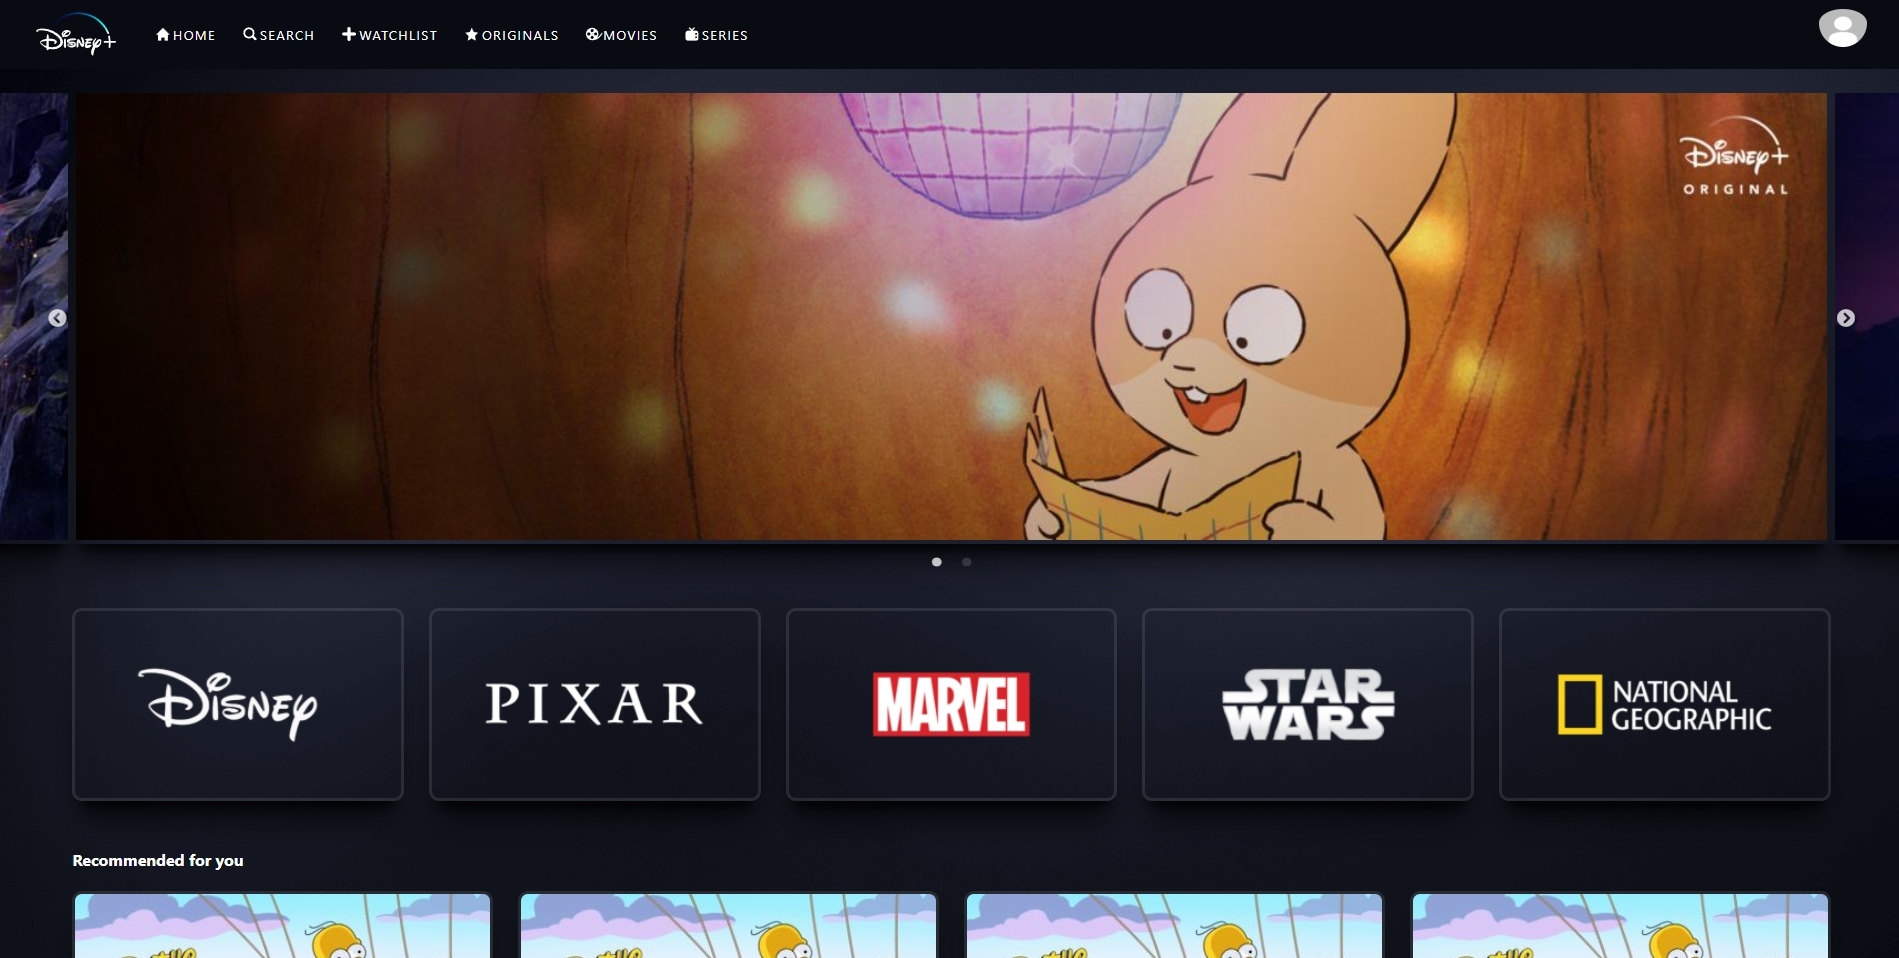 Disney+
HOME
SEARCH
WATCHLIST
ORIGINALS
MOVIES
SERIES
Disney+
ORIGINAL
Disney
PIXAR
MARVEL
STAR
WARS
NATIONAL
GEOGRAPHIC
Recommended for you